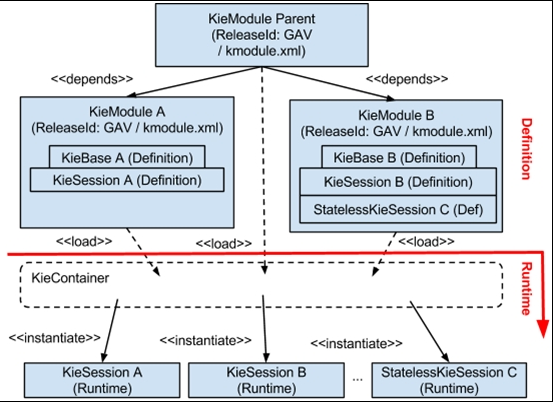 KieModule Parent
(ReleaseId: GAV
/ kmodule.xml)
<<depends>>
<<depends>>
KieModule A
(ReleaseId: GAV / kmodule.xml)
KieBase A (Definition)
KieSession A (Definition)
KieModule B
(ReleaseId: GAV / kmodule.xml)
KieBase B (Definition)
KieSession B (Definition)
StatelessKieSession C (Def)
Definition
<<load>>
<<load>>
<<load>>
Runtime
KieContainer
<<instantiate>>
<<instantiate>>
<<instantiate>>
KieSession A
(Runtime)
KieSession B
(Runtime)
...
StatelessKieSession C
(Runtime)